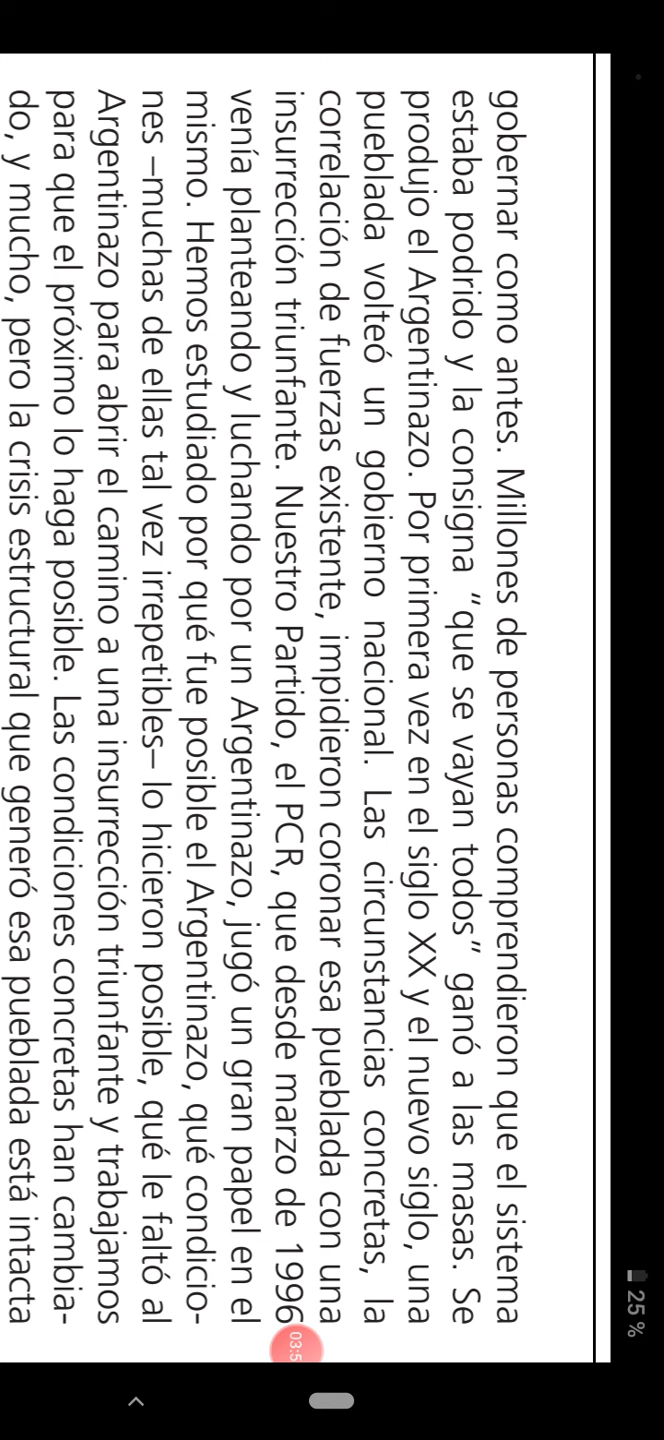 25 %
gobernar como antes. Millones de personas comprendieron que el sistema
estaba podrido y la consigna “que se vayan todos” ganó a las masas. Se
produjo el Argentinazo. Por primera vez en el siglo XX y el nuevo siglo, una
pueblada volteó un gobierno nacional. Las circunstancias concretas, la
correlación de fuerzas existente, impidieron coronar esa pueblada con una
insurrección triunfante. Nuestro Partido, el PCR, que desde marzo de 1996
venía planteando y luchando por un Argentinazo, jugó un gran papel en el
mismo. Hemos estudiado por qué fue posible el Argentinazo, qué condicio-
nes –muchas de ellas tal vez irrepetibles– lo hicieron posible, qué le faltó al
Argentinazo para abrir el camino a una insurrección triunfante y trabajamos
para que el próximo lo haga posible. Las condiciones concretas han cambia-
do, y mucho, pero la crisis estructural que generó esa pueblada está intacta
03:5